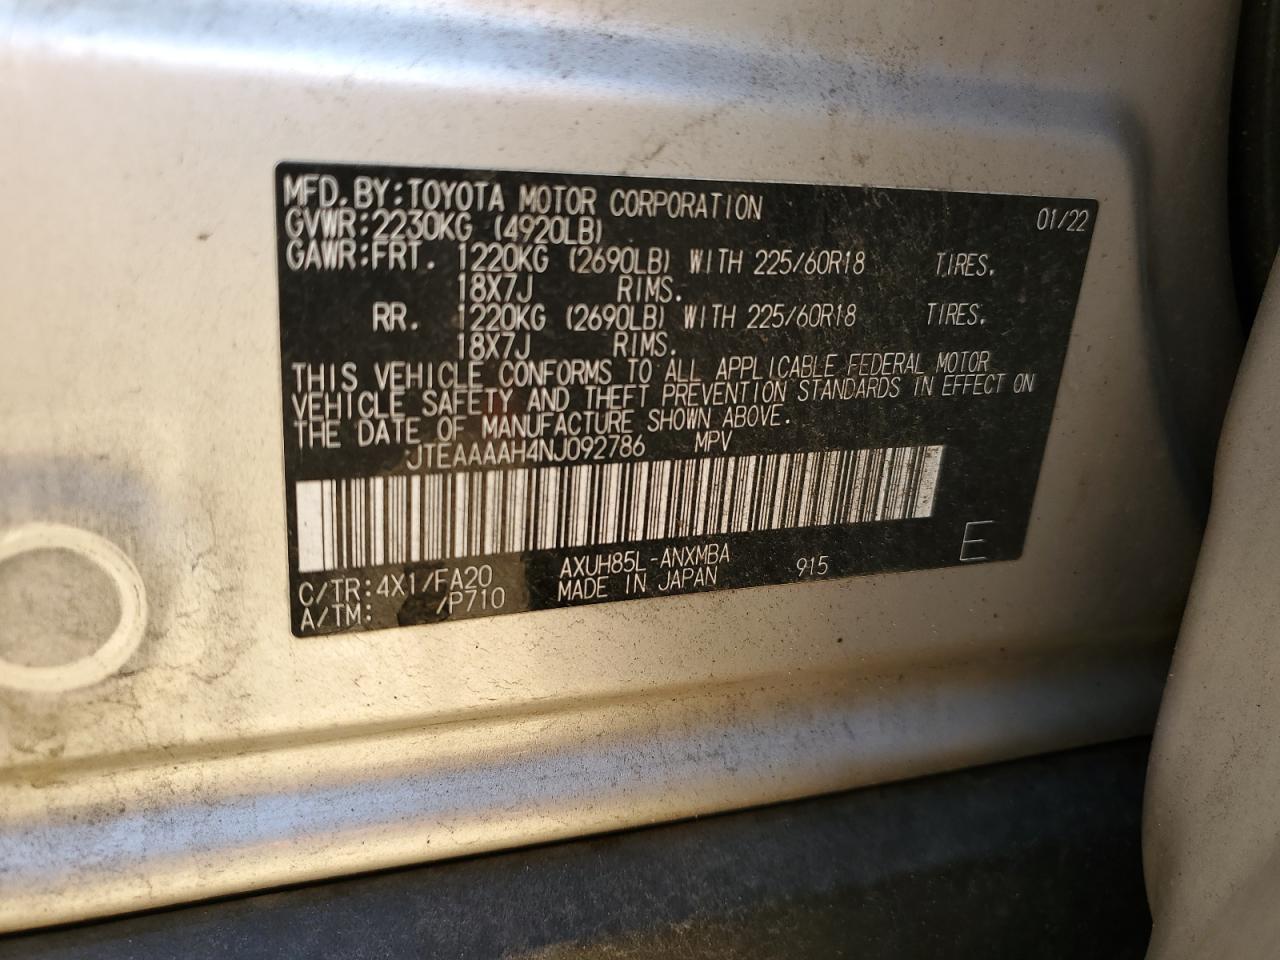 MFD.BY:TOYOTA MOTOR CORPORATION 01/22
GVWR:2230KG (4920LB)
GAWR:FRT. 1220KG (2690LB) WITH 225/60R18 TIRES.
18X7J RIMS.
RR. 1220KG (2690LB) WITH 225/60R18 TIRES.
18X7J RIMS.
THIS VEHICLE CONFORMS TO ALL APPLICABLE FEDERAL MOTOR
VEHICLE SAFETY AND THEFT PREVENTION STANDARDS IN EFFECT ON
THE DATE OF MANUFACTURE SHOWN ABOVE.
JTEAAAAH4NJ092786 MPV
C/TR:4X1/FA20 AXUH85L-ANXMBA 915 E
A/TM: /P710 MADE IN JAPAN